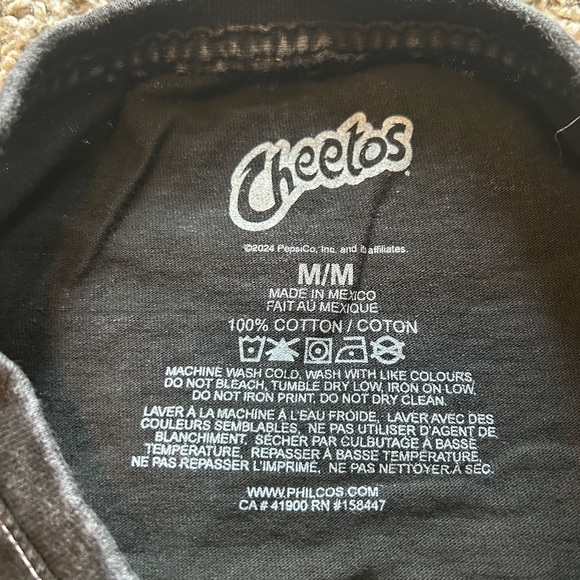 Cheetos
©2024 PepsiCo, Inc. and its affiliates.
M/M
MADE IN MEXICO
FAIT AU MEXIQUE
100% COTTON / COTON
MACHINE WASH COLD, WASH WITH LIKE COLOURS,
DO NOT BLEACH, TUMBLE DRY LOW, IRON ON LOW,
DO NOT IRON PRINT, DO NOT DRY CLEAN.
LAVER À LA MACHINE À L'EAU FROIDE, LAVER AVEC DES
COULEURS SEMBLABLES, NE PAS UTILISER D'AGENT DE
BLANCHIMENT, SÉCHER PAR CULBUTAGE À BASSE
TEMPÉRATURE, REPASSER À BASSE TEMPÉRATURE,
NE PAS REPASSER L'IMPRIMÉ, NE PAS NETTOYER À SEC.
WWW.PHILCOS.COM
CA# 41900 RN #158447